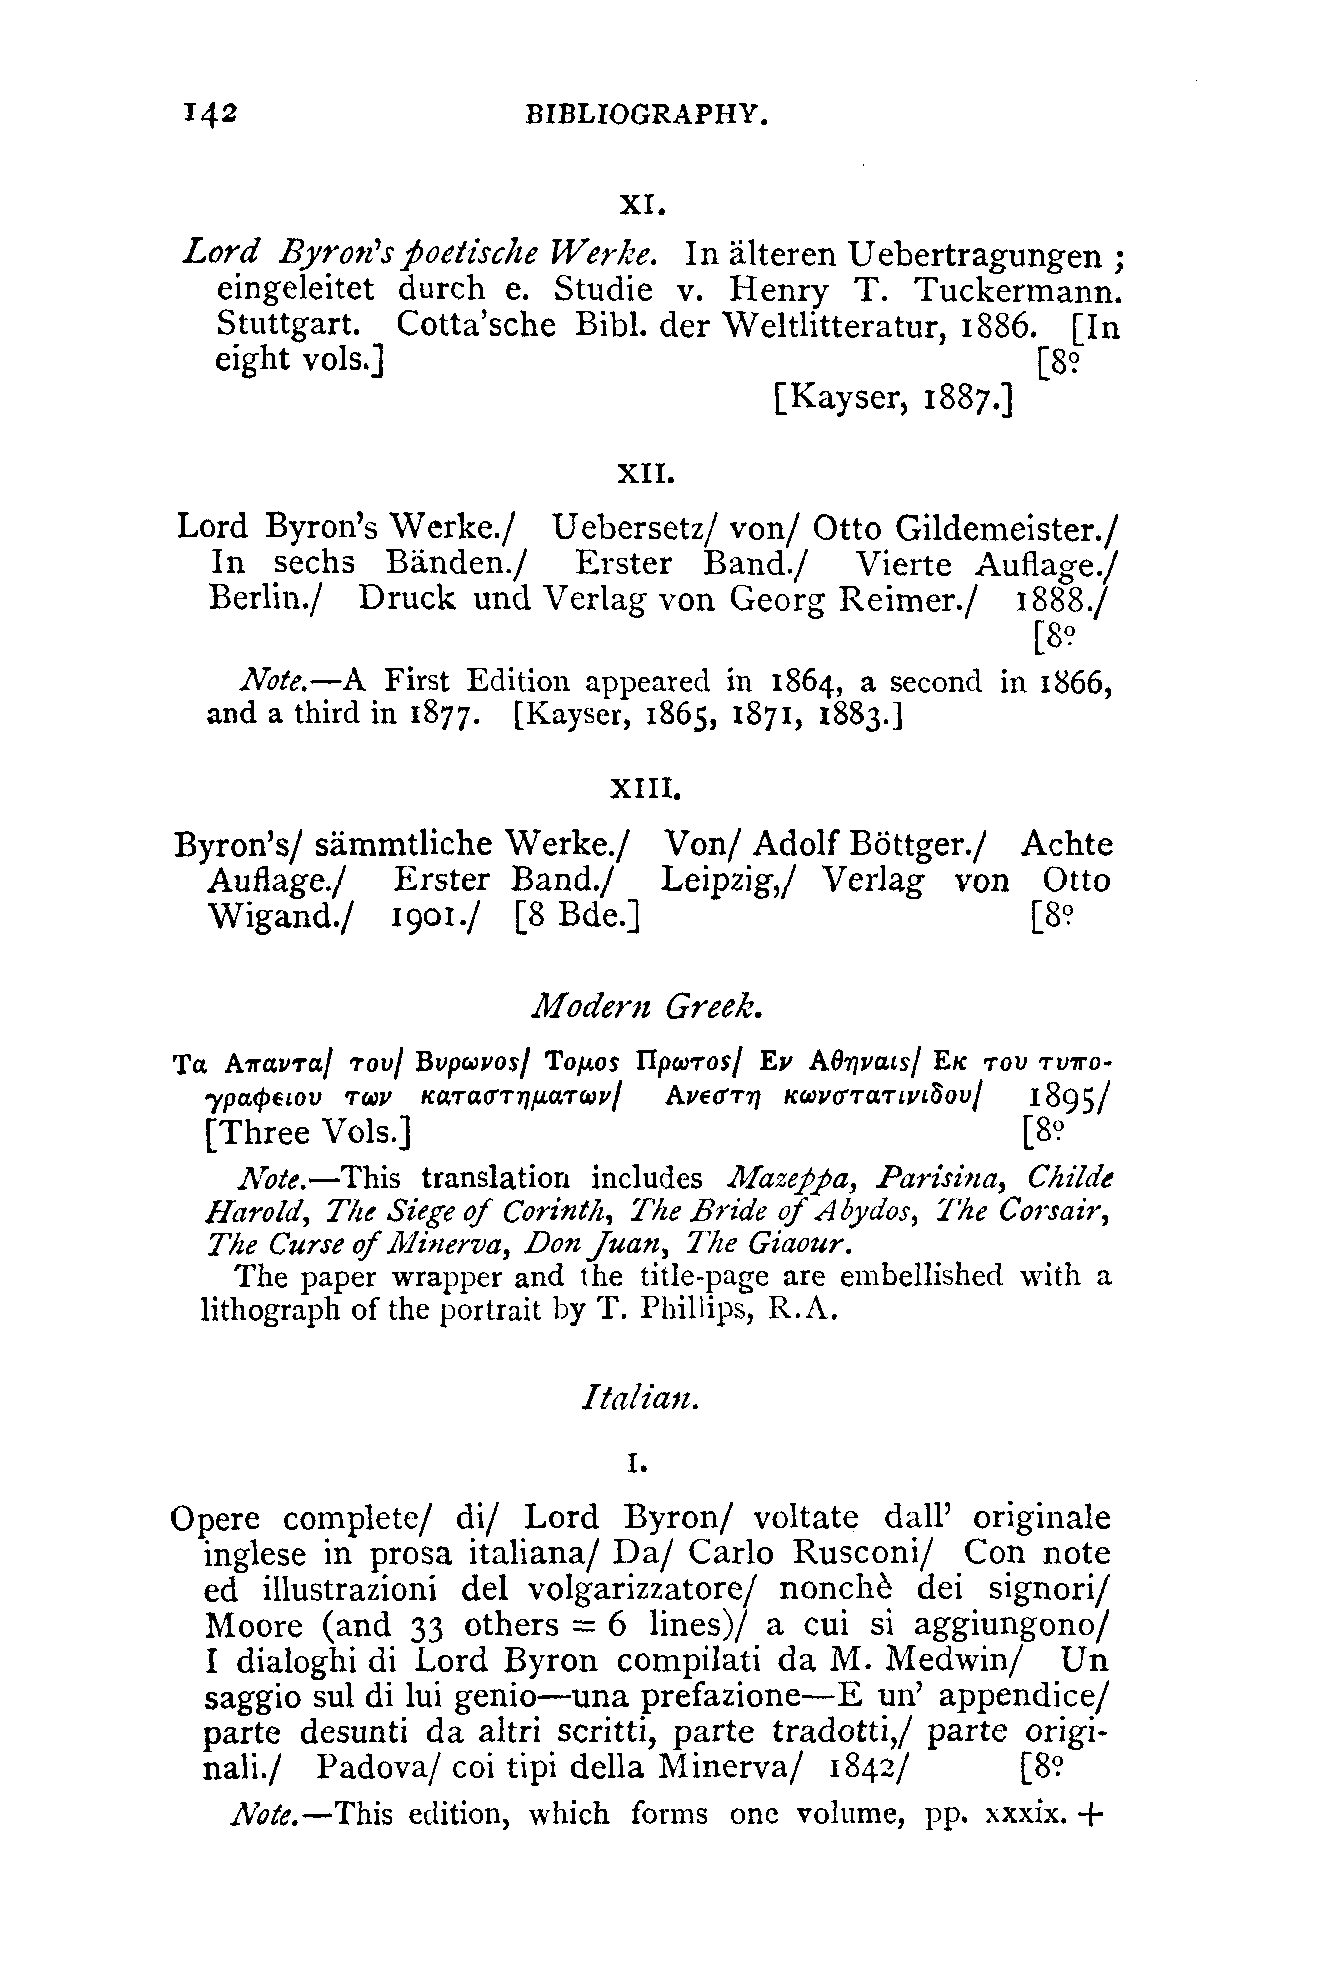 142 BIBLIOGRAPHY.
XI.
Lord Byron's poetische Werke. In älteren Uebertragungen ;
eingeleitet durch e. Studie v. Henry T. Tuckermann.
Stuttgart. Cotta'sche Bibl. der Weltlitteratur, 1886. [In
eight vols.] [8º
[Kayser, 1887.]
XII.
Lord Byron's Werke./ Uebersetz/ von/ Otto Gildemeister./
In sechs Bänden./ Erster Band./ Vierte Auflage./
Berlin./ Druck und Verlag von Georg Reimer./ 1888./
[8º
Note.—A First Edition appeared in 1864, a second in 1866,
and a third in 1877. [Kayser, 1865, 1871, 1883.]
XIII.
Byron's/ sämmtliche Werke./ Von/ Adolf Böttger./ Achte
Auflage./ Erster Band./ Leipzig,/ Verlag von Otto
Wigand./ 1901./ [8 Bde.] [8º
Modern Greek.
Τα Απαντα/ του/ Βυρωνος/ Τομος Πρωτος/ Εν Αθηναις/ Εκ του τυπο-
γραφειου των καταστηματων/ Ανεστη κωνστατινιδου/ 1895/
[Three Vols.] [8º
Note.—This translation includes Mazeppa, Parisina, Childe
Harold, The Siege of Corinth, The Bride of Abydos, The Corsair,
The Curse of Minerva, Don Juan, The Giaour.
The paper wrapper and the title-page are embellished with a
lithograph of the portrait by T. Phillips, R.A.
Italian.
I.
Opere complete/ di/ Lord Byron/ voltate dall' originale
inglese in prosa italiana/ Da/ Carlo Rusconi/ Con note
ed illustrazioni del volgarizzatore/ nonchè dei signori/
Moore (and 33 others = 6 lines)/ a cui si aggiungono/
I dialoghi di Lord Byron compilati da M. Medwin/ Un
saggio sul di lui genio—una prefazione—E un' appendice/
parte desunti da altri scritti, parte tradotti,/ parte origi-
nali./ Padova/ coi tipi della Minerva/ 1842/ [8º
Note.—This edition, which forms one volume, pp. xxxix. +